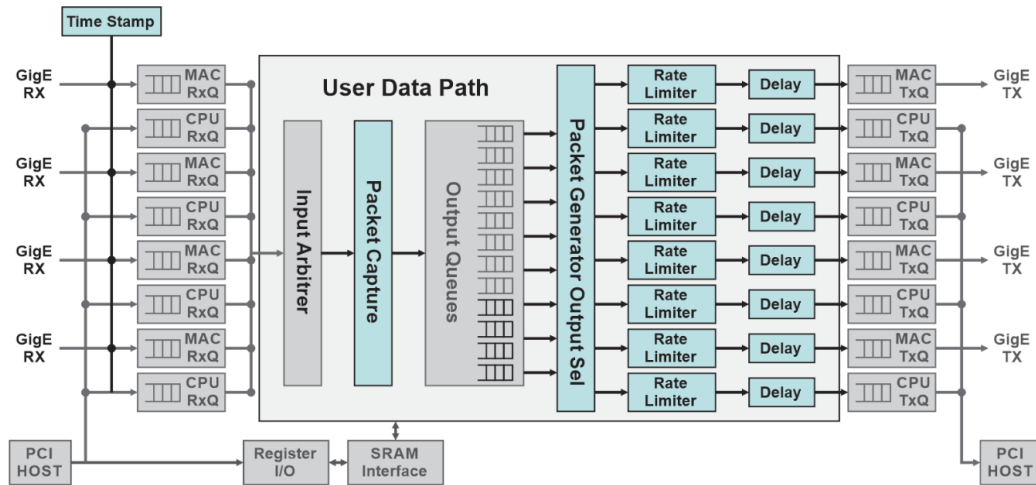 Time Stamp
GigE
RX
MAC
RxQ
CPU
RxQ
GigE
RX
MAC
RxQ
CPU
RxQ
GigE
RX
MAC
RxQ
CPU
RxQ
GigE
RX
MAC
RxQ
CPU
RxQ
PCI
HOST
Register
I/O
SRAM
Interface
User Data Path
Input Arbitrer
Packet Capture
Output Queues
Packet Generator Output Sel
Rate
Limiter
Delay
MAC
TxQ
GigE
TX
Rate
Limiter
Delay
CPU
TxQ
Rate
Limiter
Delay
MAC
TxQ
GigE
TX
Rate
Limiter
Delay
CPU
TxQ
Rate
Limiter
Delay
MAC
TxQ
GigE
TX
Rate
Limiter
Delay
CPU
TxQ
Rate
Limiter
Delay
MAC
TxQ
GigE
TX
Rate
Limiter
Delay
CPU
TxQ
PCI
HOST